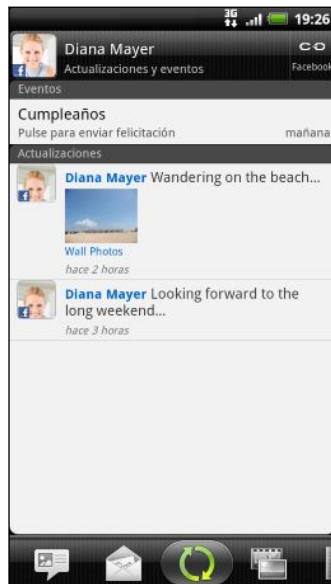 3G 19:26
Diana Mayer
Actualizaciones y eventos
Facebook
Eventos
Cumpleaños
Pulse para enviar felicitación mañana
Actualizaciones
Diana Mayer Wandering on the beach...
Wall Photos
hace 2 horas
Diana Mayer Looking forward to the
long weekend...
hace 3 horas